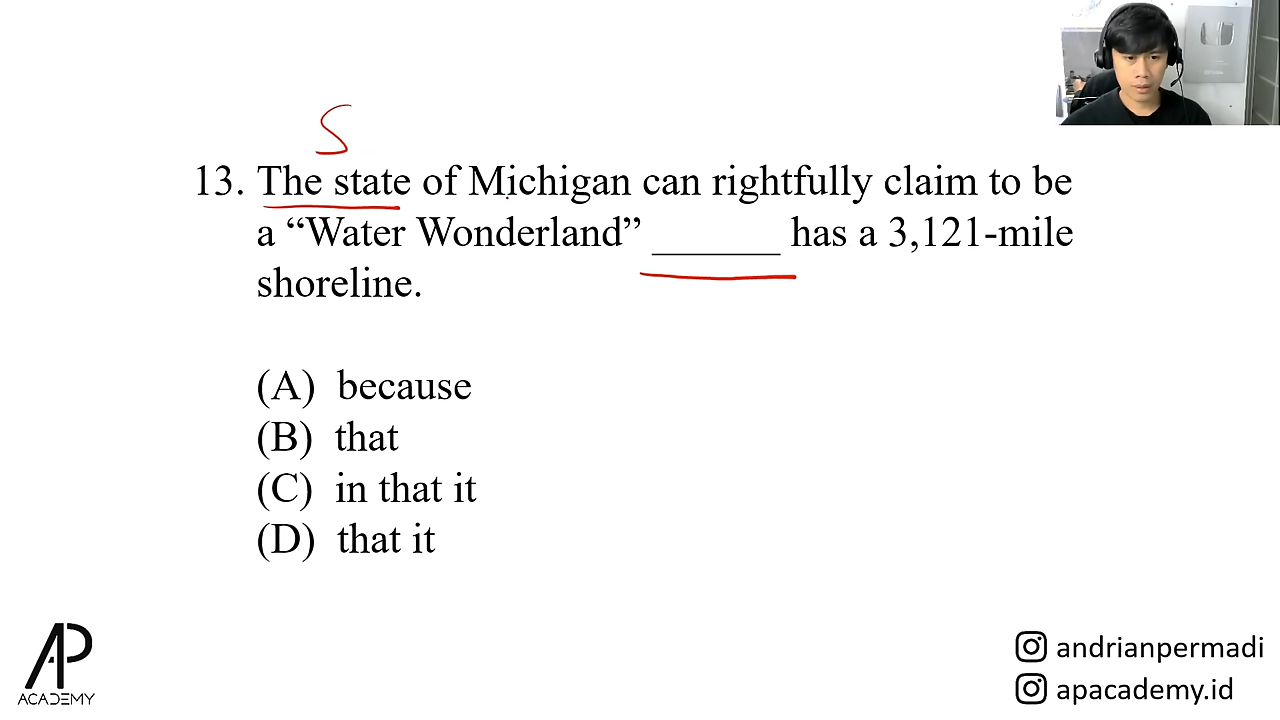 S
13. The state of Michigan can rightfully claim to be
a “Water Wonderland” ______ has a 3,121-mile
shoreline.
(A) because
(B) that
(C) in that it
(D) that it
AP
ACADEMY
andrianpermadi
apacademy.id